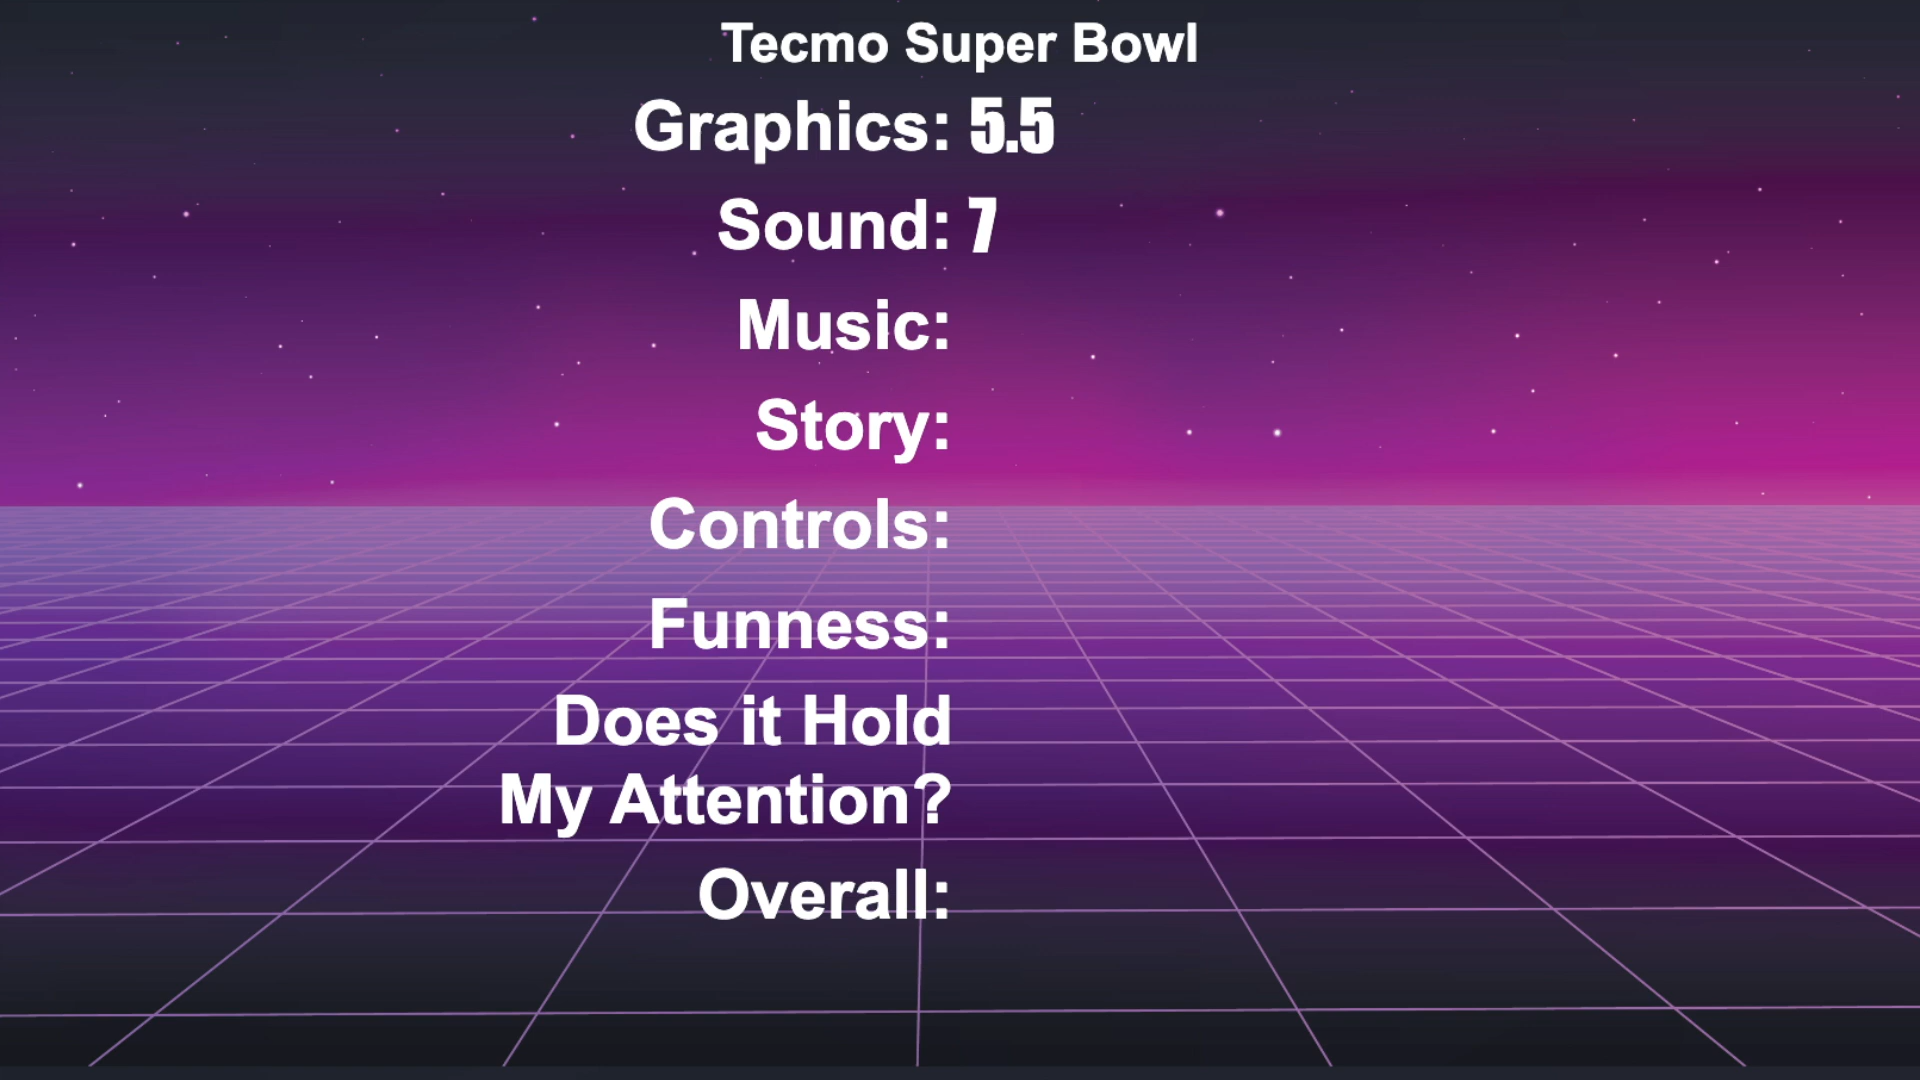 Tecmo Super Bowl
Graphics: 5.5
Sound: 7
Music:
Story:
Controls:
Funness:
Does it Hold
My Attention?
Overall: